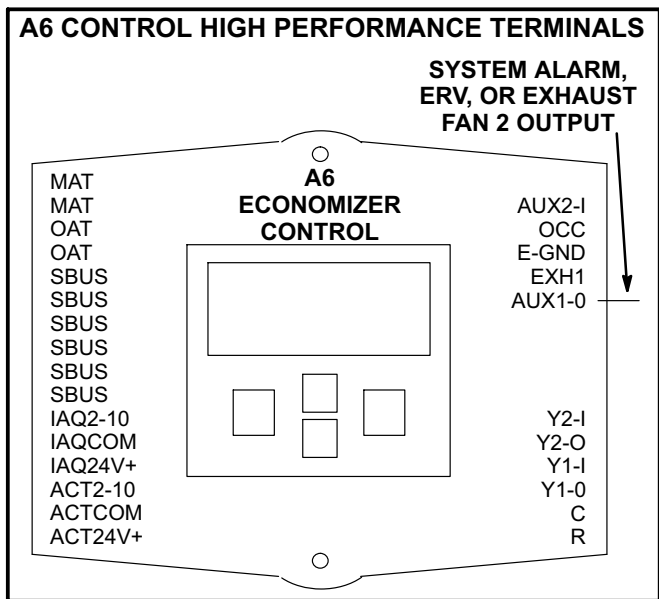 A6 CONTROL HIGH PERFORMANCE TERMINALS
SYSTEM ALARM,
ERV, OR EXHAUST
FAN 2 OUTPUT
A6
ECONOMIZER
CONTROL
MAT
MAT
OAT
OAT
SBUS
SBUS
SBUS
SBUS
SBUS
SBUS
IAQ2-10
IAQCOM
IAQ24V+
ACT2-10
ACTCOM
ACT24V+
AUX2-I
OCC
E-GND
EXH1
AUX1-0
Y2-I
Y2-O
Y1-I
Y1-0
C
R